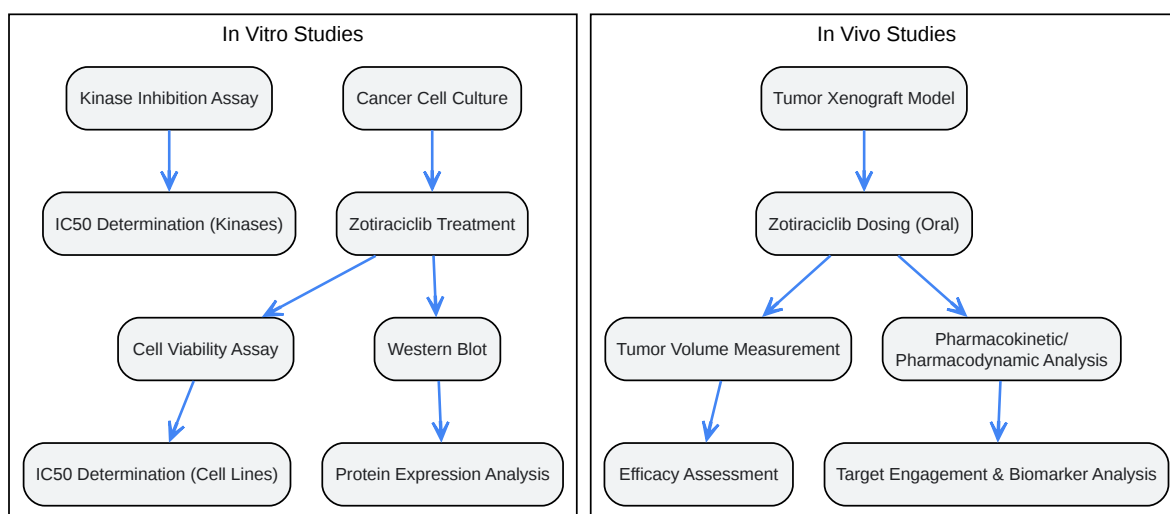 In Vitro Studies
Kinase Inhibition Assay
Cancer Cell Culture
IC50 Determination (Kinases)
Zotiraciclib Treatment
Cell Viability Assay
Western Blot
IC50 Determination (Cell Lines)
Protein Expression Analysis
In Vivo Studies
Tumor Xenograft Model
Zotiraciclib Dosing (Oral)
Tumor Volume Measurement
Pharmacokinetic/
Pharmacodynamic Analysis
Efficacy Assessment
Target Engagement & Biomarker Analysis